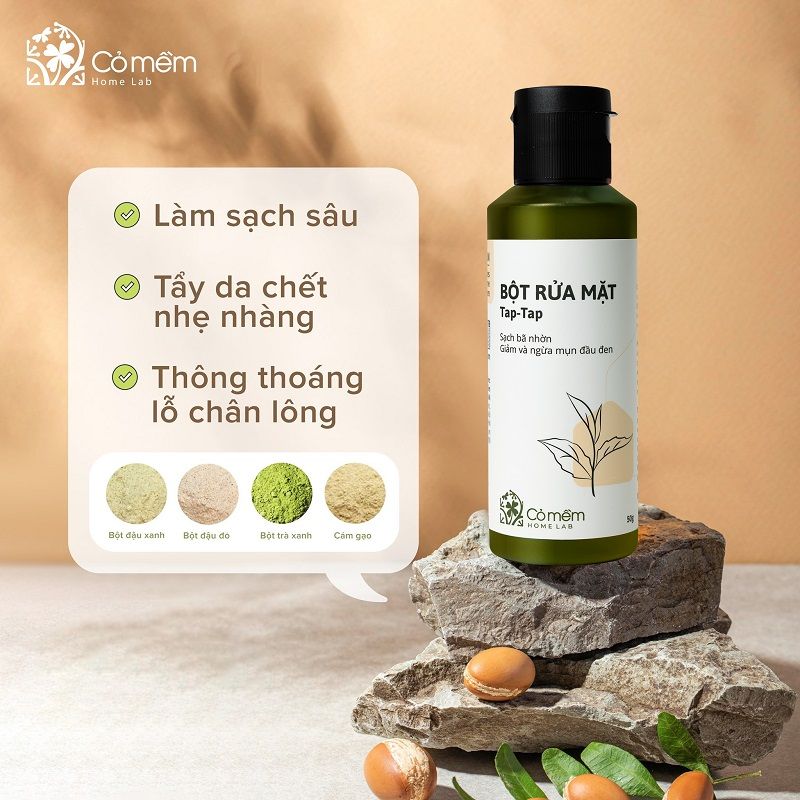 Cỏ mềm
Home Lab
Làm sạch sâu
Tẩy da chết
nhẹ nhàng
Thông thoáng
lỗ chân lông
Bột đậu xanh
Bột đậu đỏ
Bột trà xanh
Cám gạo
BỘT RỬA MẶT
Tap-Tap
Sạch bã nhờn
Giảm và ngừa mụn đầu đen
Cỏ mềm
HOME LAB
50g